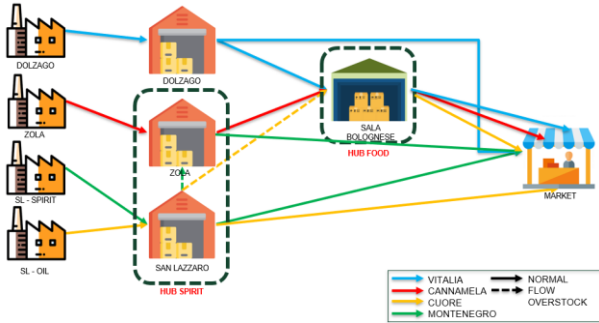 DOLZAGO
DOLZAGO
ZOLA
ZOLA
SALA
BOLOGNESE
HUB FOOD
MARKET
SL - SPIRIT
SL - OIL
SAN LAZZARO
HUB SPIRIT
VITALIA
NORMAL
CANNAMELA
FLOW
CUORE
OVERSTOCK
MONTENEGRO